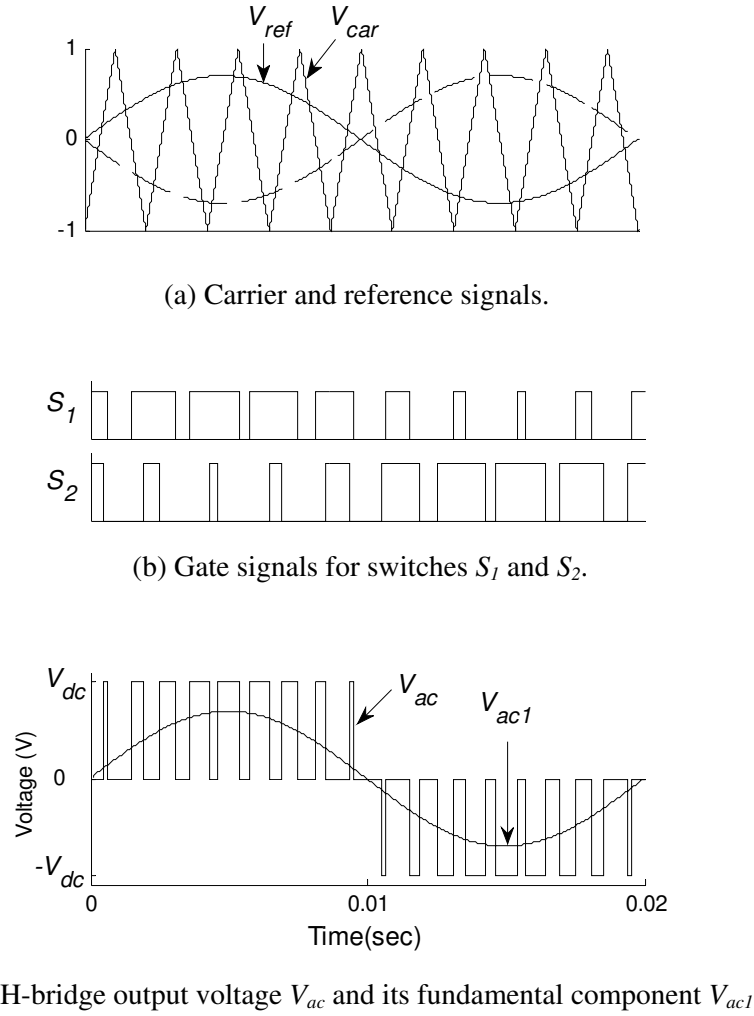 V_ref V_car
1
0
-1
(a) Carrier and reference signals.
S_1
S_2
(b) Gate signals for switches S_1 and S_2.
V_dc
V_ac
V_ac1
Voltage (V)
0
-V_dc
0 0.01 0.02
Time(sec)
H-bridge output voltage V_ac and its fundamental component V_ac1